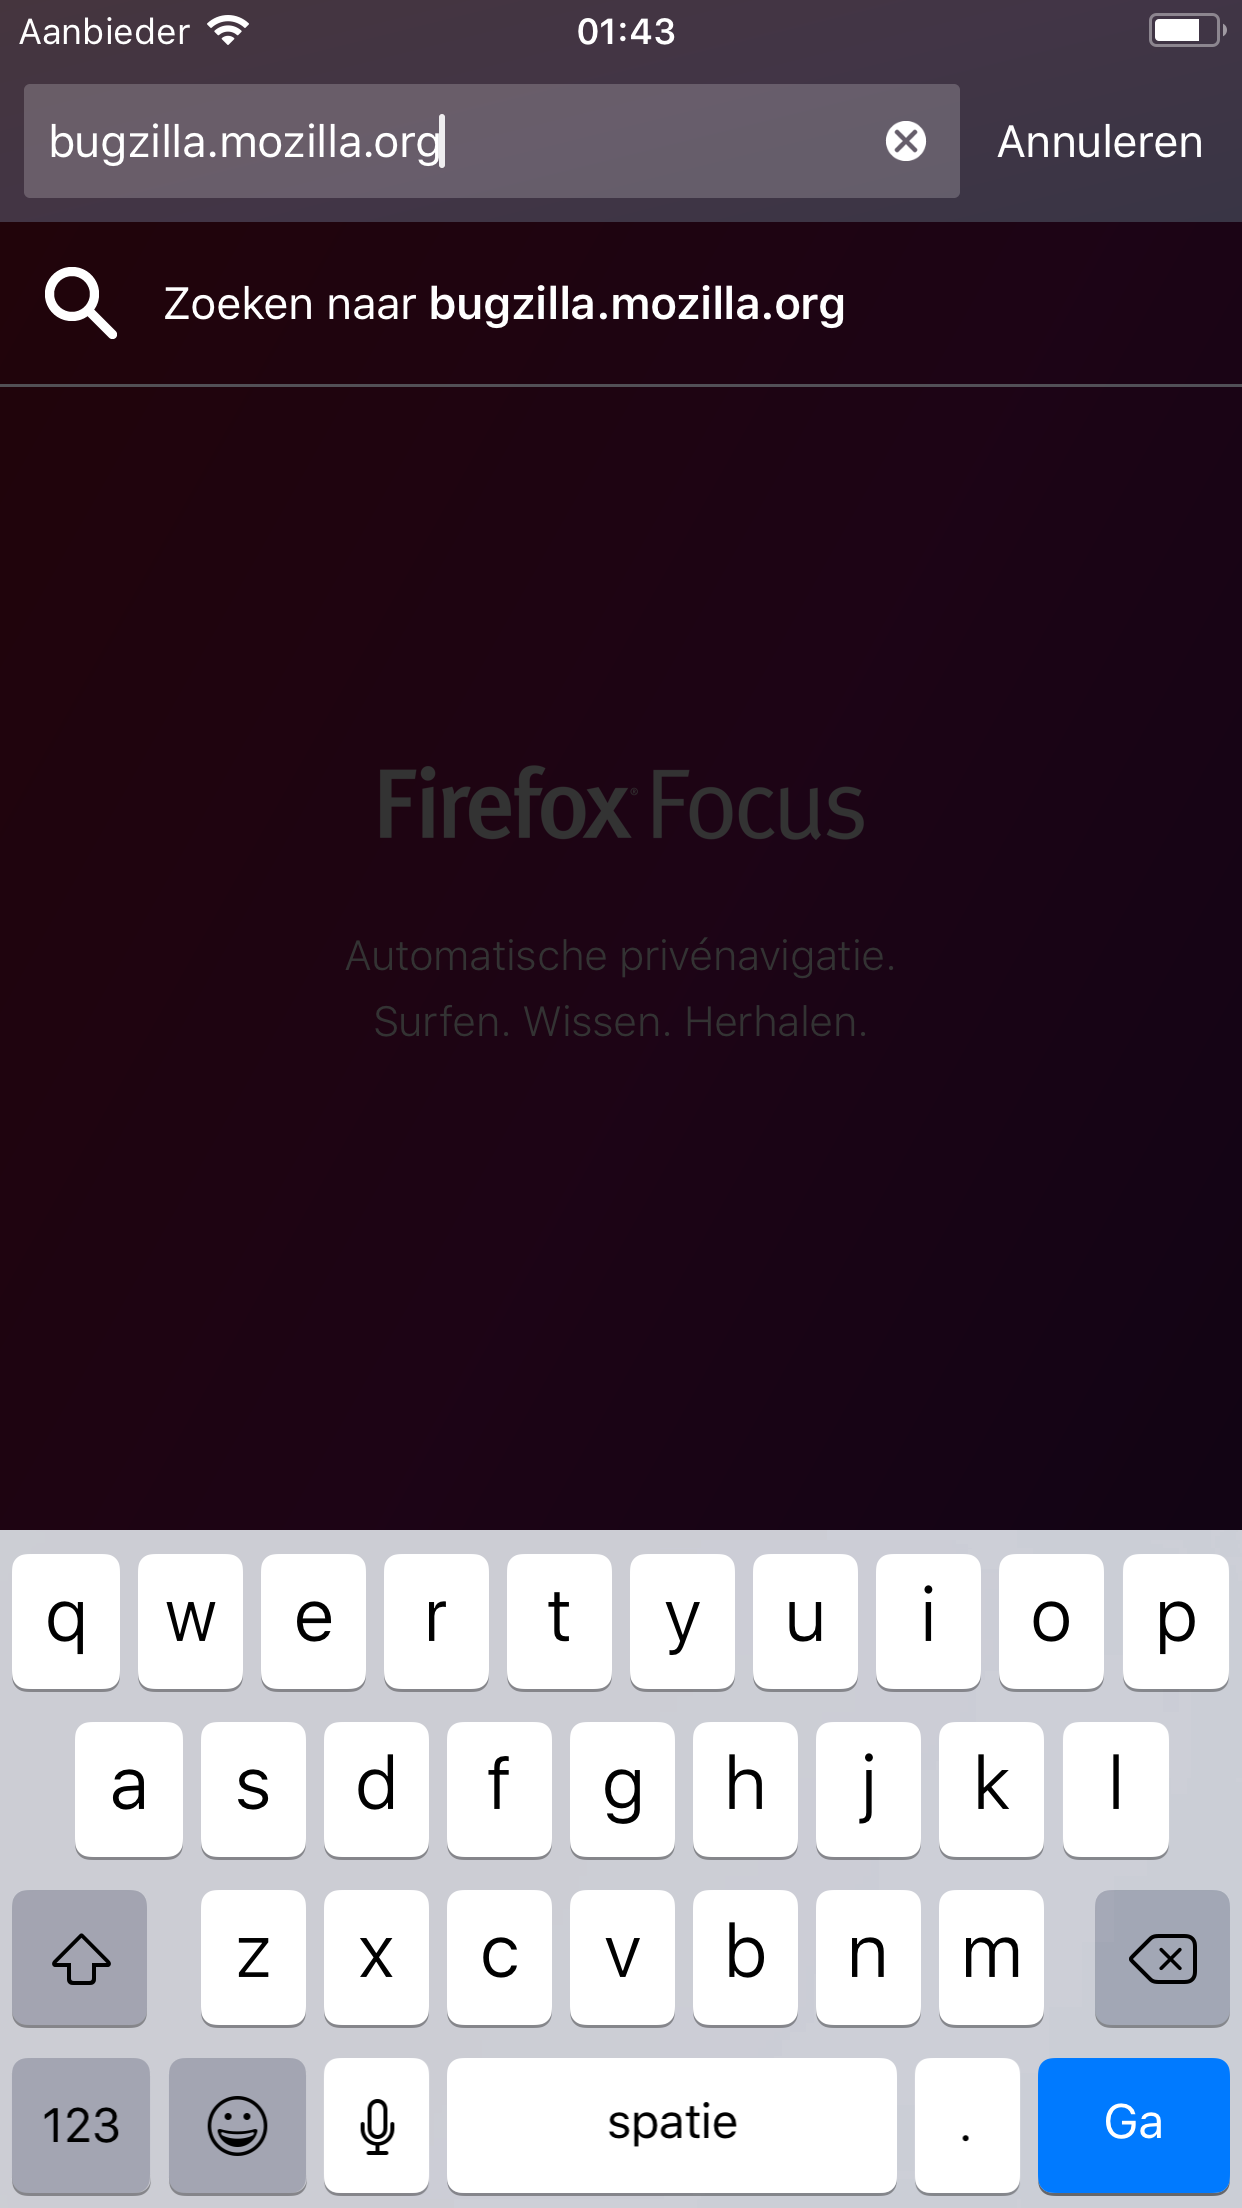 Aanbieder 01:43
bugzilla.mozilla.org Annuleren
Zoeken naar bugzilla.mozilla.org
Firefox® Focus
Automatische privénavigatie.
Surfen. Wissen. Herhalen.
q w e r t y u i o p
a s d f g h j k l
z x c v b n m
123 spatie . Ga